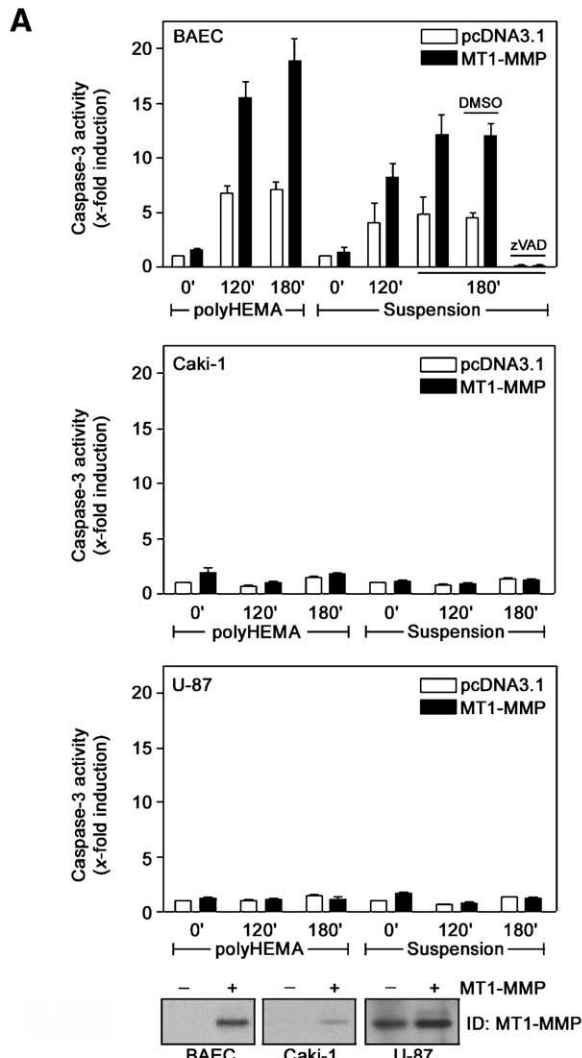 A
BAEC
pcDNA3.1
MT1-MMP
DMSO
zVAD
Caspase-3 activity
(x-fold induction)
20
15
10
5
0
0' 120' 180' 0' 120' 180'
polyHEMA Suspension
Caki-1
pcDNA3.1
MT1-MMP
Caspase-3 activity
(x-fold induction)
20
15
10
5
0
0' 120' 180' 0' 120' 180'
polyHEMA Suspension
U-87
pcDNA3.1
MT1-MMP
Caspase-3 activity
(x-fold induction)
20
15
10
5
0
0' 120' 180' 0' 120' 180'
polyHEMA Suspension
– + – + – + MT1-MMP
ID: MT1-MMP
BAEC Caki-1 U-87